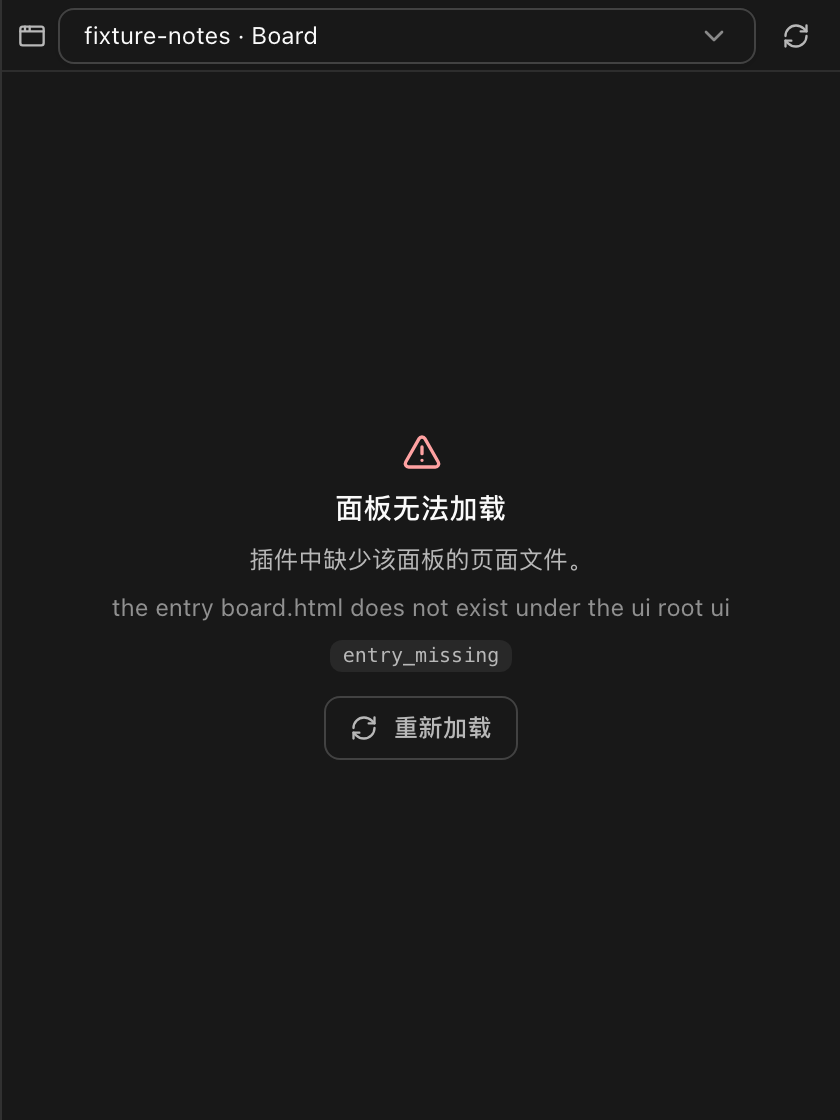 fixture-notes · Board
面板无法加载
插件中缺少该面板的页面文件。
the entry board.html does not exist under the ui root ui
entry_missing
重新加载